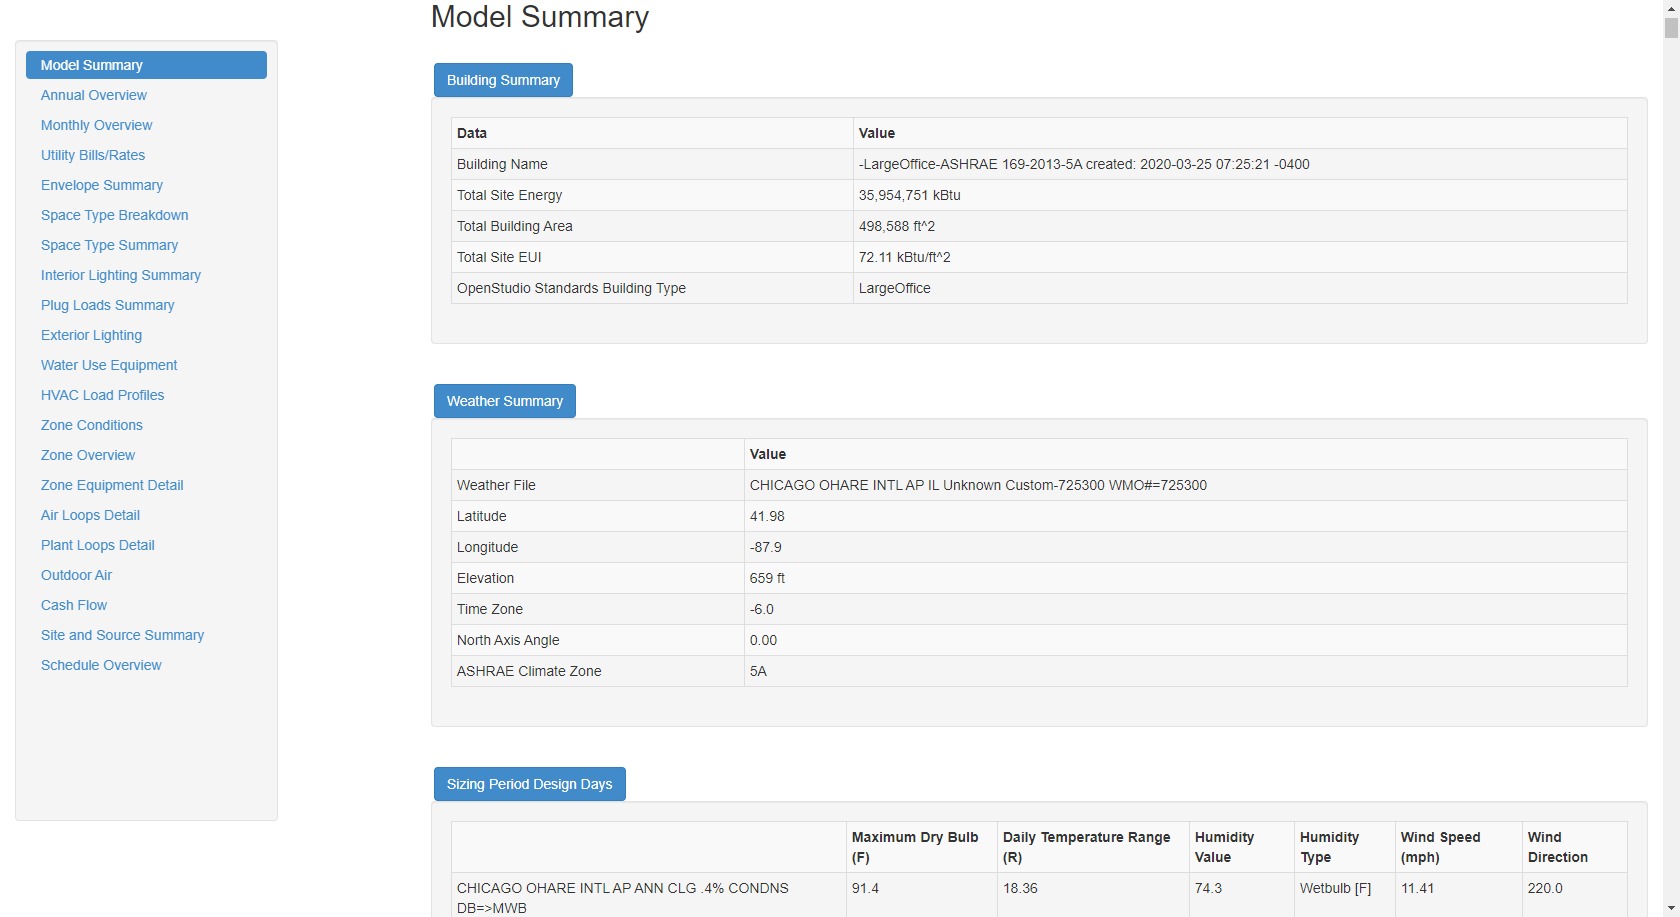 Model Summary
Model Summary
Annual Overview
Monthly Overview
Utility Bills/Rates
Envelope Summary
Space Type Breakdown
Space Type Summary
Interior Lighting Summary
Plug Loads Summary
Exterior Lighting
Water Use Equipment
HVAC Load Profiles
Zone Conditions
Zone Overview
Zone Equipment Detail
Air Loops Detail
Plant Loops Detail
Outdoor Air
Cash Flow
Site and Source Summary
Schedule Overview
Building Summary
Data Value
Building Name -LargeOffice-ASHRAE 169-2013-5A created: 2020-03-25 07:25:21 -0400
Total Site Energy 35,954,751 kBtu
Total Building Area 498,588 ft^2
Total Site EUI 72.11 kBtu/ft^2
OpenStudio Standards Building Type LargeOffice
Weather Summary
Value
Weather File CHICAGO OHARE INTL AP IL Unknown Custom-725300 WMO#=725300
Latitude 41.98
Longitude -87.9
Elevation 659 ft
Time Zone -6.0
North Axis Angle 0.00
ASHRAE Climate Zone 5A
Sizing Period Design Days
Maximum Dry Bulb Daily Temperature Range Humidity Humidity Wind Speed Wind
(F) (R) Value Type (mph) Direction
CHICAGO OHARE INTL AP ANN CLG .4% CONDNS 91.4 18.36 74.3 Wetbulb [F] 11.41 220.0
DB=>MWB